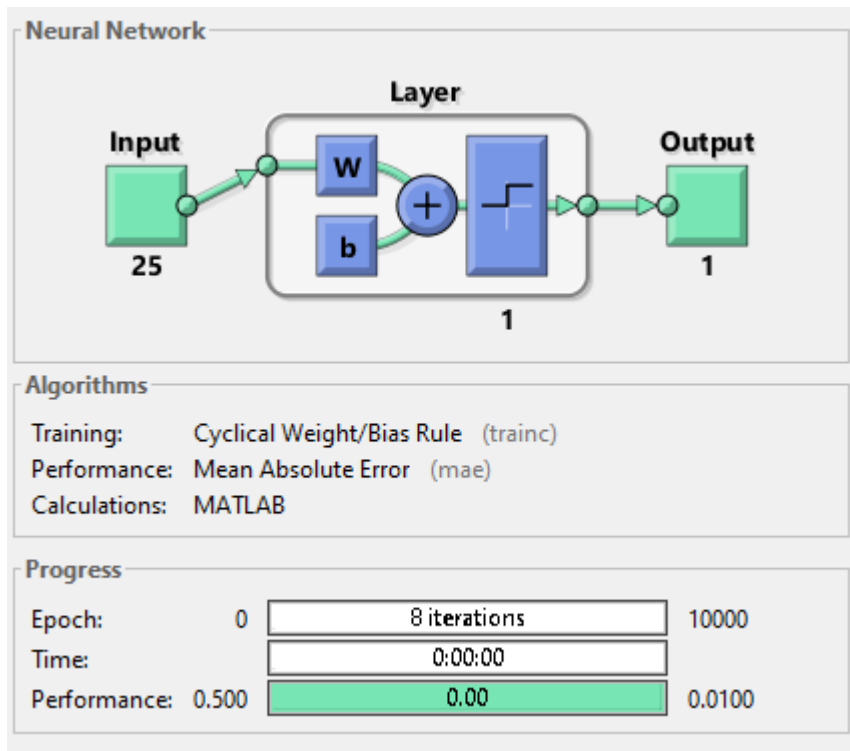 Neural Network
Layer
Input
Output
W
+
b
25
1
1
Algorithms
Training: Cyclical Weight/Bias Rule (trainc)
Performance: Mean Absolute Error (mae)
Calculations: MATLAB
Progress
Epoch: 0 8 iterations 10000
Time: 0:00:00
Performance: 0.500 0.00 0.0100